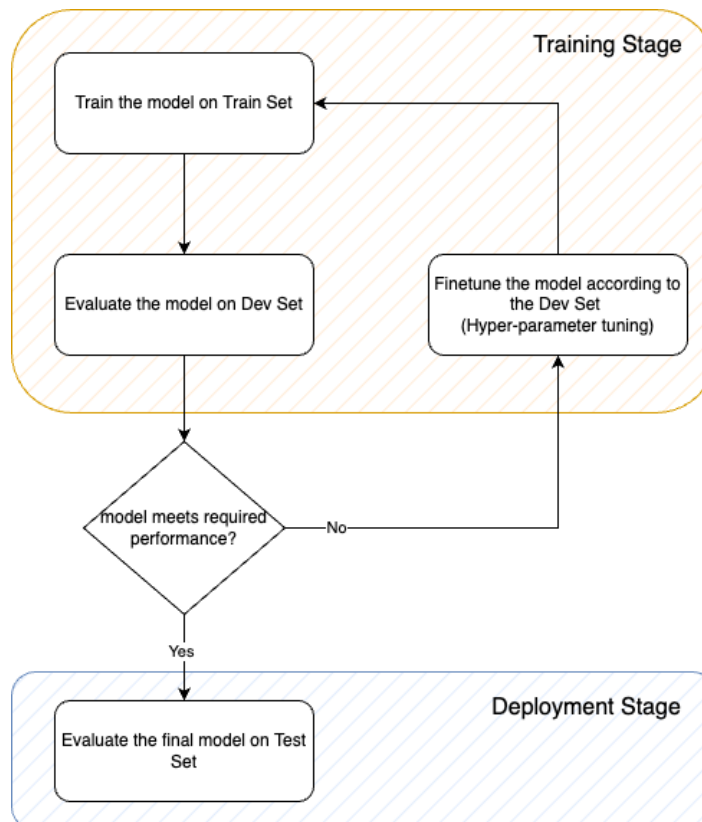 Training Stage
Train the model on Train Set
Evaluate the model on Dev Set
Finetune the model according to
the Dev Set
(Hyper-parameter tuning)
model meets required
performance?
No
Yes
Deployment Stage
Evaluate the final model on Test
Set